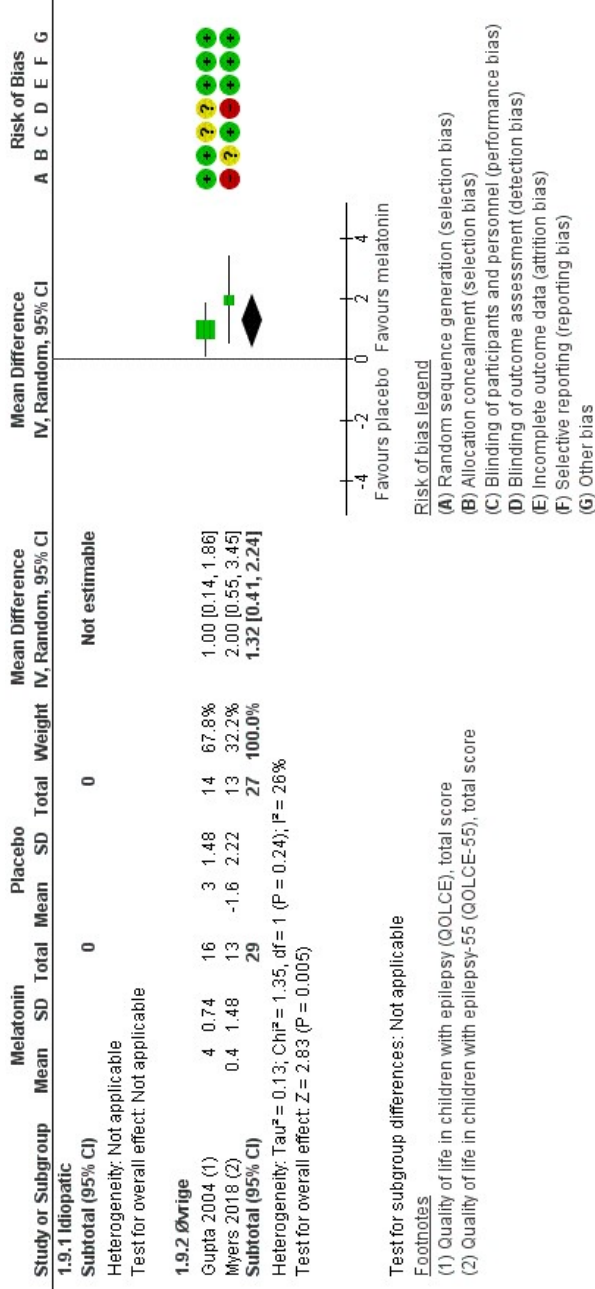 Melatonin Placebo Mean Difference Mean Difference Risk of Bias
Study or Subgroup Mean SD Total Mean SD Total Weight IV, Random, 95% CI IV, Random, 95% CI A B C D E F G
1.9.1 Idiopatic
Subtotal (95% CI) 0 0 Not estimable
Heterogeneity: Not applicable
Test for overall effect: Not applicable
1.9.2 Øvrige
Gupta 2004 (1) 4 0.74 16 3 1.48 14 67.8% 1.00 [0.14, 1.86] + + ? ? + + +
Myers 2018 (2) 0.4 1.48 13 -1.6 2.22 13 32.2% 2.00 [0.55, 3.45] - ? + - + + +
Subtotal (95% CI) 29 27 100.0% 1.32 [0.41, 2.24]
Heterogeneity: Tau² = 0.13; Chi² = 1.35, df = 1 (P = 0.24); I² = 26%
Test for overall effect: Z = 2.83 (P = 0.005)
-4 -2 0 2 4
Favours placebo Favours melatonin
Test for subgroup differences: Not applicable
Footnotes
(1) Quality of life in children with epilepsy (QOLCE), total score
(2) Quality of life in children with epilepsy-55 (QOLCE-55), total score
Risk of bias legend
(A) Random sequence generation (selection bias)
(B) Allocation concealment (selection bias)
(C) Blinding of participants and personnel (performance bias)
(D) Blinding of outcome assessment (detection bias)
(E) Incomplete outcome data (attrition bias)
(F) Selective reporting (reporting bias)
(G) Other bias